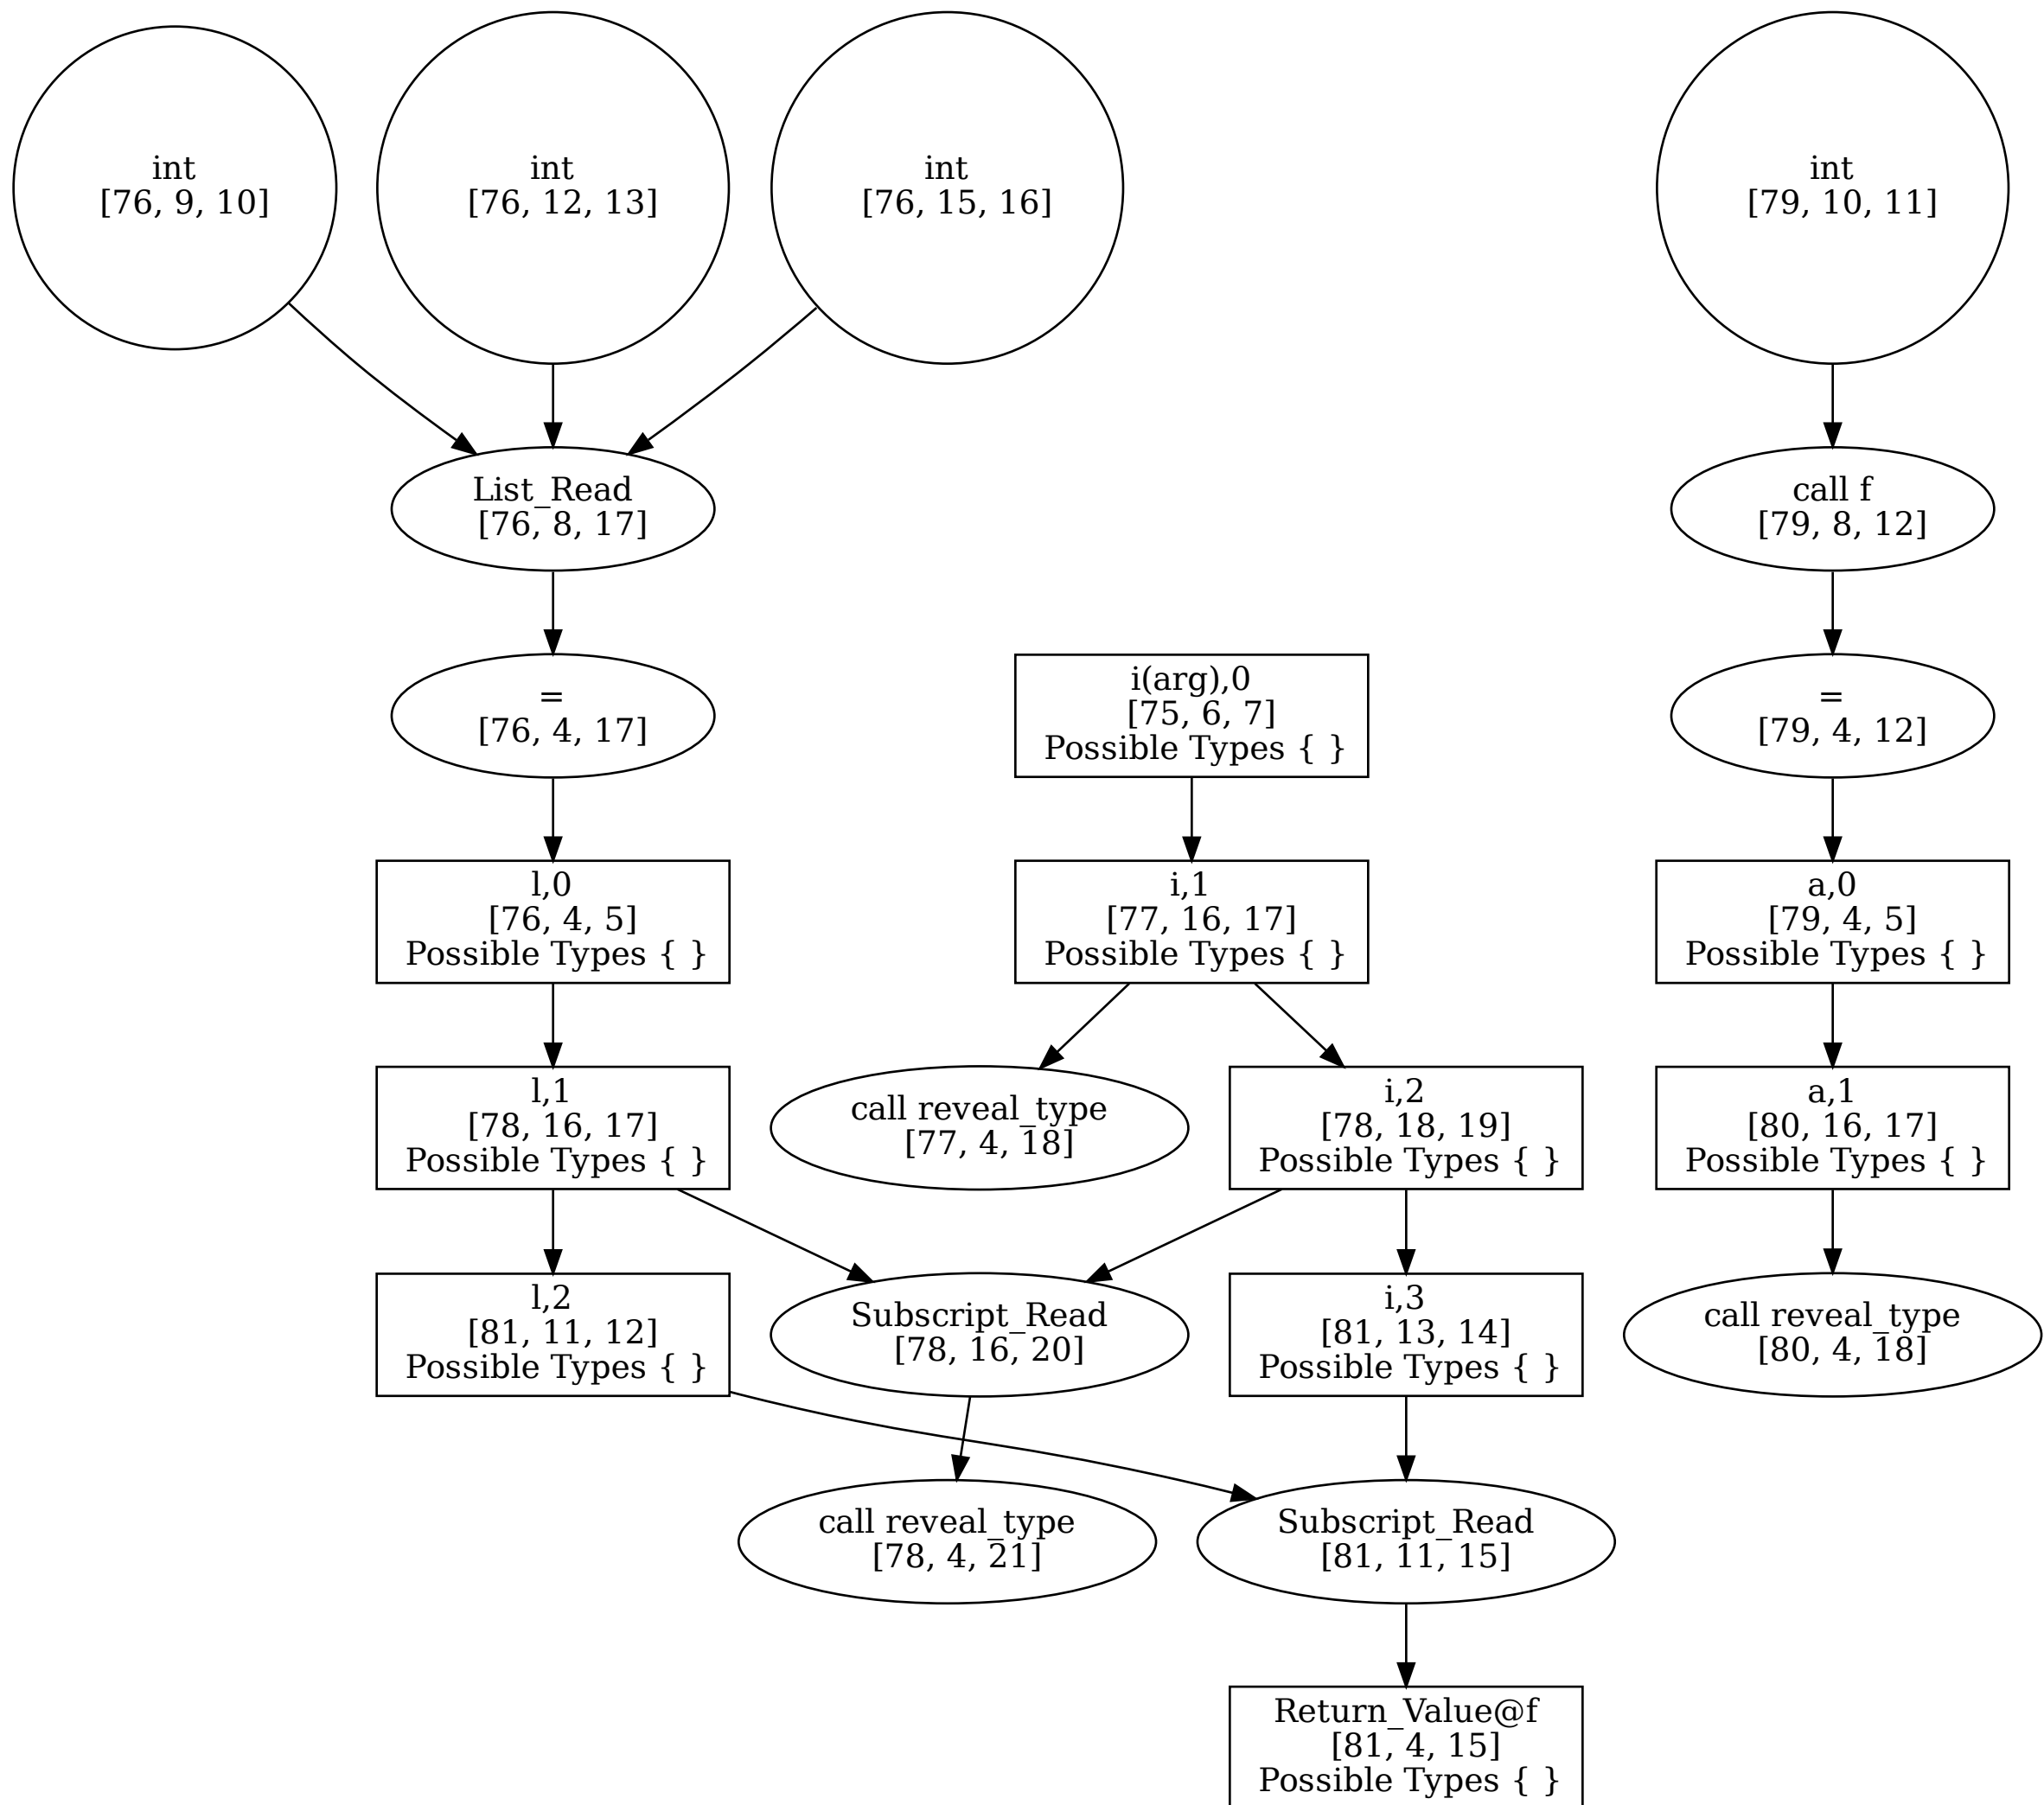 int
[76, 9, 10]
int
[76, 12, 13]
int
[76, 15, 16]
int
[79, 10, 11]
List_Read
[76, 8, 17]
call f
[79, 8, 12]
=
[76, 4, 17]
i(arg),0
[75, 6, 7]
Possible Types { }
=
[79, 4, 12]
l,0
[76, 4, 5]
Possible Types { }
i,1
[77, 16, 17]
Possible Types { }
a,0
[79, 4, 5]
Possible Types { }
l,1
[78, 16, 17]
Possible Types { }
call reveal_type
[77, 4, 18]
i,2
[78, 18, 19]
Possible Types { }
a,1
[80, 16, 17]
Possible Types { }
l,2
[81, 11, 12]
Possible Types { }
Subscript_Read
[78, 16, 20]
i,3
[81, 13, 14]
Possible Types { }
call reveal_type
[80, 4, 18]
call reveal_type
[78, 4, 21]
Subscript_Read
[81, 11, 15]
Return_Value@f
[81, 4, 15]
Possible Types { }